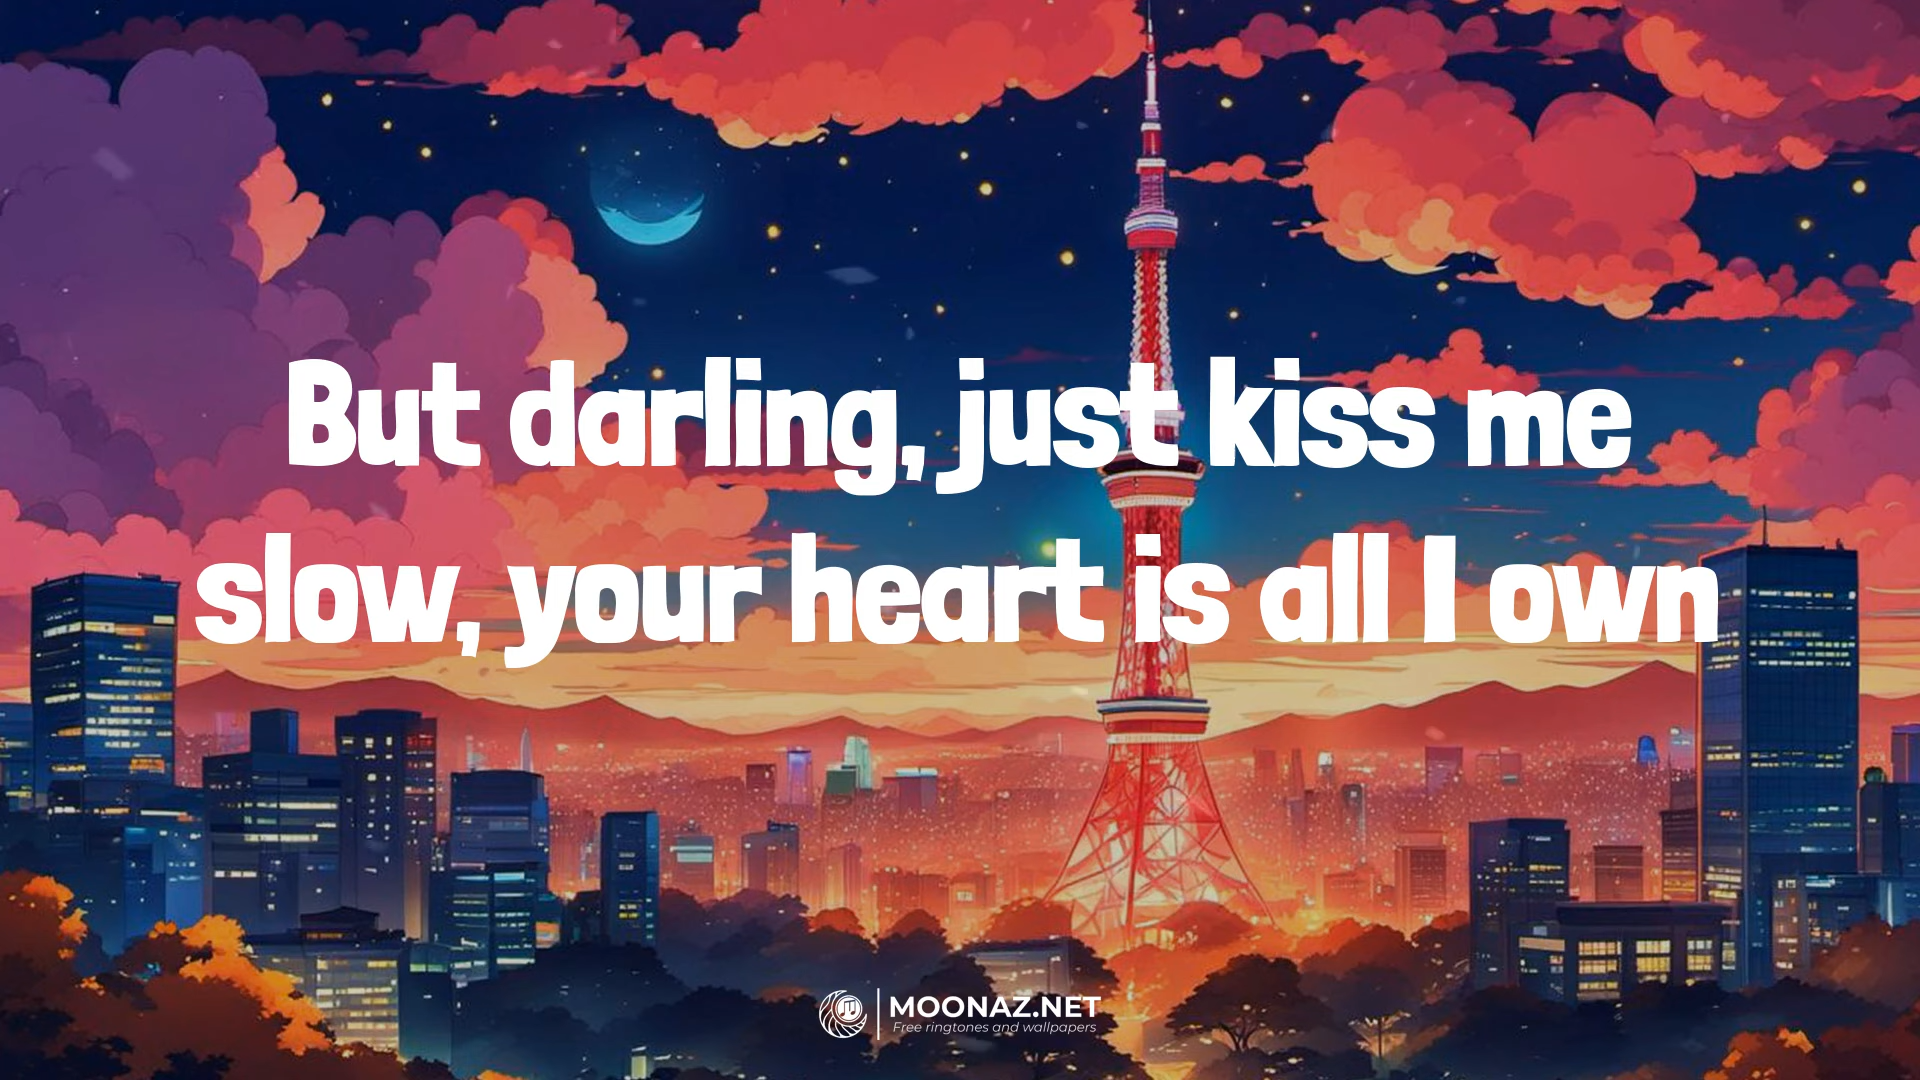 But darling, just kiss me
slow, your heart is all I own
MOONAZ.NET
Free ringtones and wallpapers